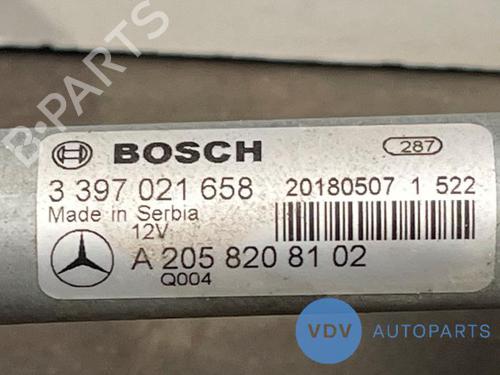 B-PARTS
BOSCH
287
3 397 021 658
20180507 1 522
Made in Serbia
12V
A 205 820 81 02
Q004
VDV AUTOPARTS